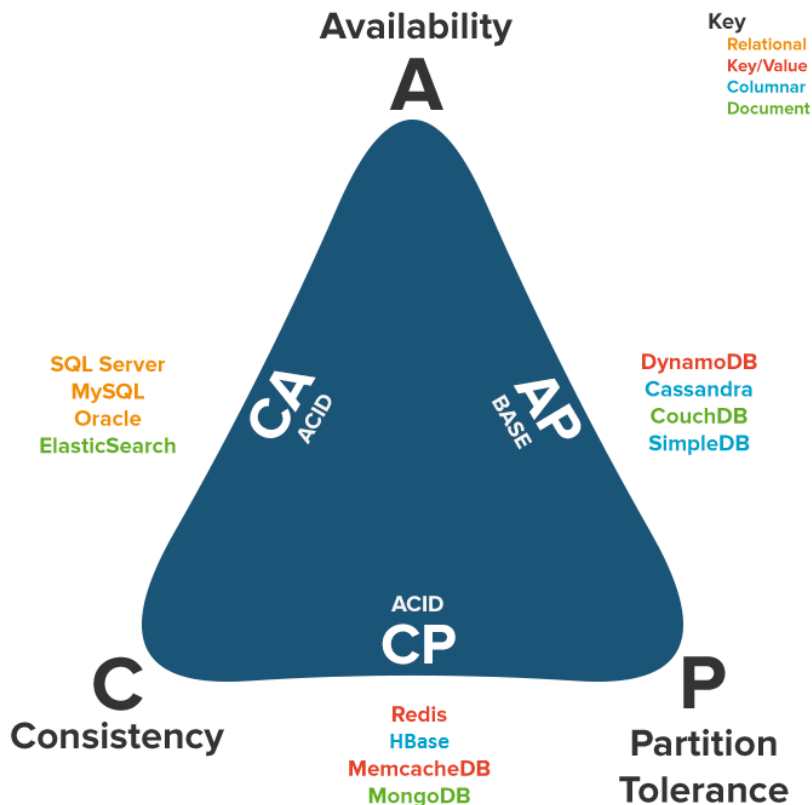 Availability
A
Key
Relational
Key/Value
Columnar
Document
SQL Server
MySQL
Oracle
ElasticSearch
CA
ACID
AP
BASE
DynamoDB
Cassandra
CouchDB
SimpleDB
ACID
CP
C
Consistency
P
Partition
Tolerance
Redis
HBase
MemcacheDB
MongoDB